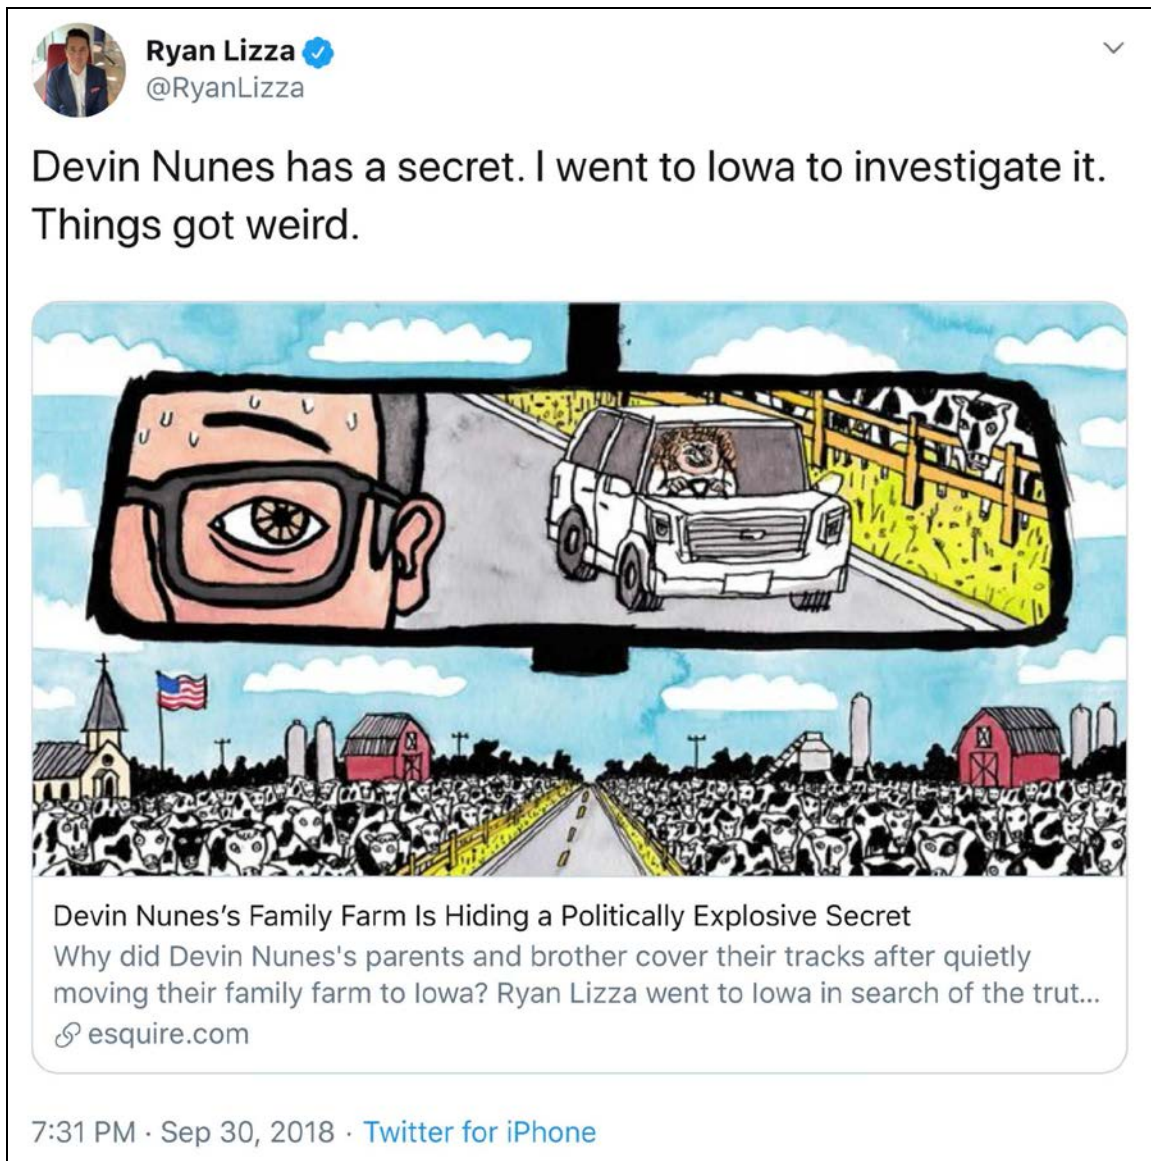 Ryan Lizza
@RyanLizza
Devin Nunes has a secret. I went to Iowa to investigate it.
Things got weird.
Devin Nunes’s Family Farm Is Hiding a Politically Explosive Secret
Why did Devin Nunes's parents and brother cover their tracks after quietly
moving their family farm to Iowa? Ryan Lizza went to Iowa in search of the trut...
esquire.com
7:31 PM · Sep 30, 2018 · Twitter for iPhone